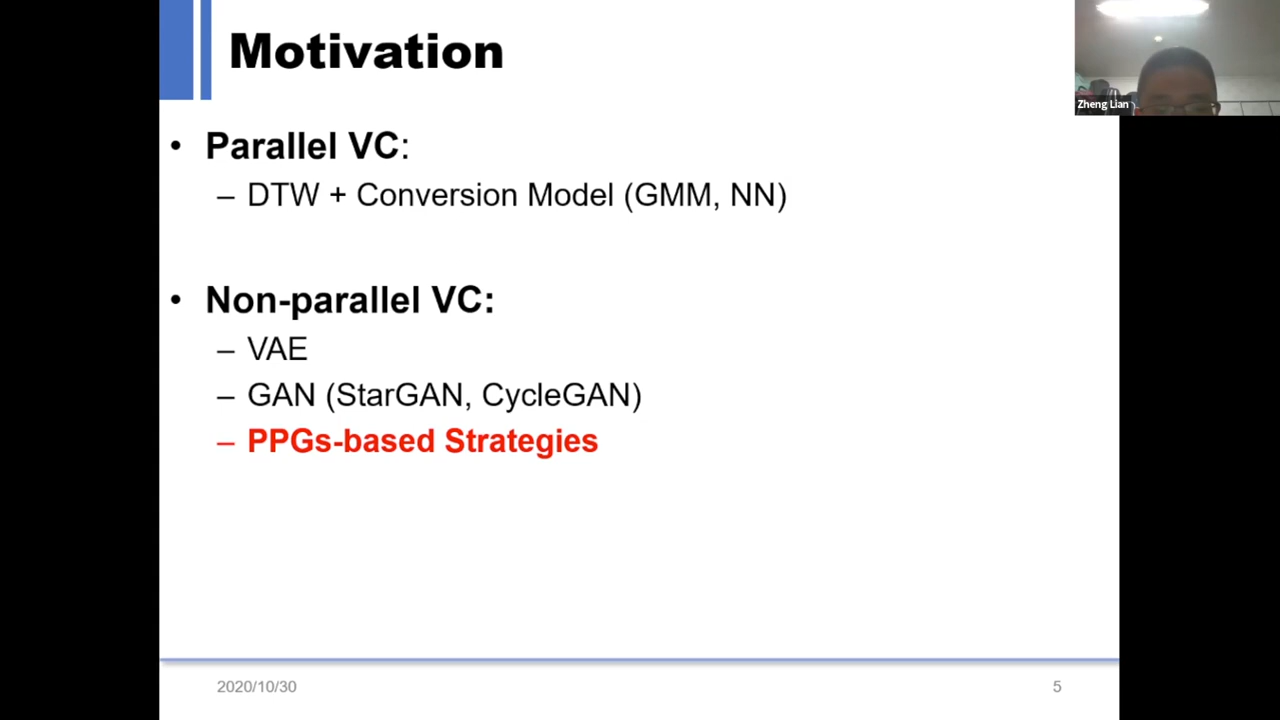 Motivation
Zheng Lian
• Parallel VC:
– DTW + Conversion Model (GMM, NN)
• Non-parallel VC:
– VAE
– GAN (StarGAN, CycleGAN)
– PPGs-based Strategies
2020/10/30
5